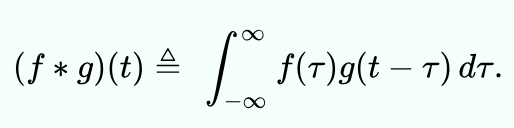 (f ∗ g)(t) ≜ ∫_{−∞}^{∞} f(τ)g(t − τ) dτ.